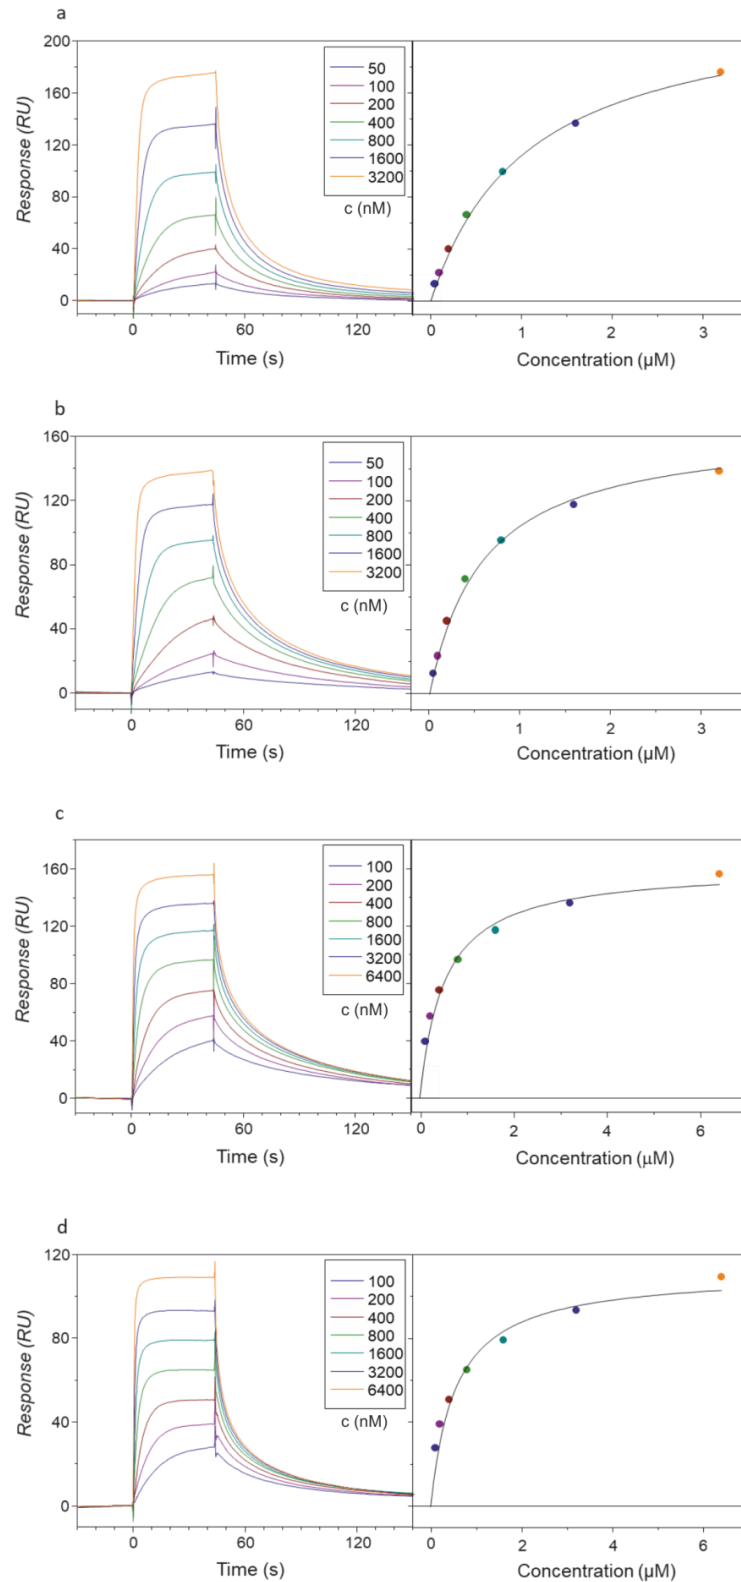 a
200
160
120
80
40
0
Response (RU)
50
100
200
400
800
1600
3200
c (nM)
0 60 120
Time (s)
0 1 2 3
Concentration (µM)
b
160
120
80
40
0
Response (RU)
50
100
200
400
800
1600
3200
c (nM)
0 60 120
Time (s)
0 1 2 3
Concentration (µM)
c
160
120
80
40
0
Response (RU)
100
200
400
800
1600
3200
6400
c (nM)
0 60 120
Time (s)
0 2 4 6
Concentration (µM)
d
120
80
40
0
Response (RU)
100
200
400
800
1600
3200
6400
c (nM)
0 60 120
Time (s)
0 2 4 6
Concentration (µM)